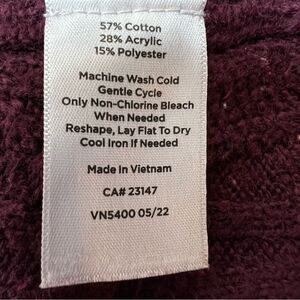 57% Cotton
28% Acrylic
15% Polyester
Machine Wash Cold
Gentle Cycle
Only Non-Chlorine Bleach
When Needed
Reshape, Lay Flat To Dry
Cool Iron If Needed
Made in Vietnam
CA# 23147
VN5400 05/22